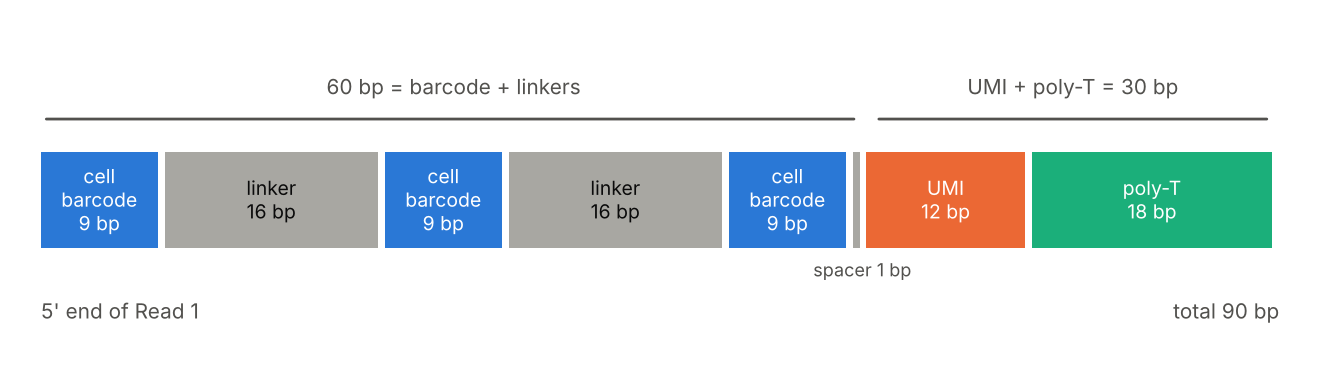 60 bp = barcode + linkers
UMI + poly-T = 30 bp
cell
barcode
9 bp
linker
16 bp
cell
barcode
9 bp
linker
16 bp
cell
barcode
9 bp
UMI
12 bp
poly-T
18 bp
spacer 1 bp
5' end of Read 1
total 90 bp